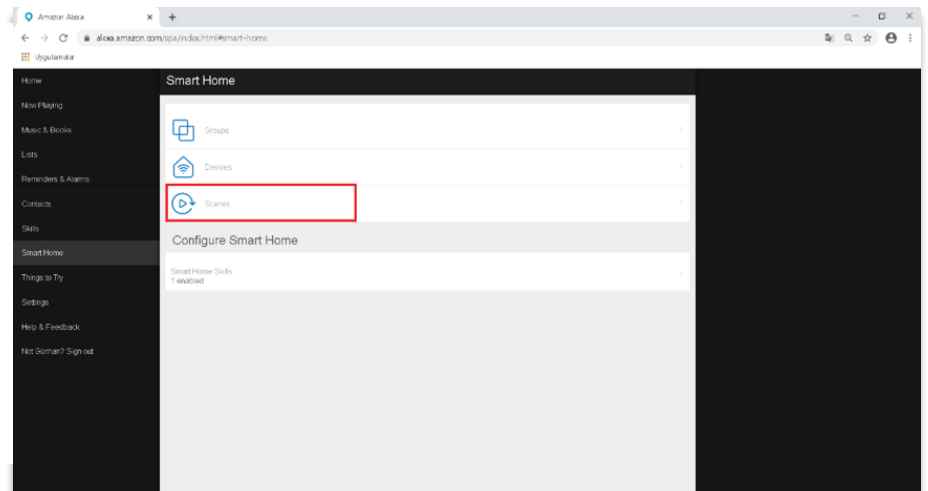 Amazon Alexa
alexa.amazon.com/spa/index.html#smart-home
Uygulamalar
Home
Smart Home
Now Playing
Music & Books
Groups
Lists
Devices
Reminders & Alarms
Contacts
Scenes
Skills
Configure Smart Home
Smart Home
Things to Try
Smart Home Skills
1 enabled
Settings
Help & Feedback
Not Gürhan? Sign out